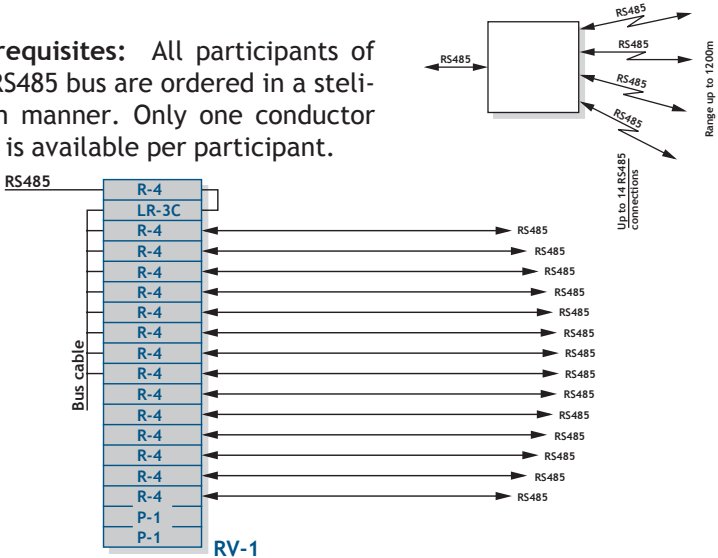 requisites: All participants of
RS485 bus are ordered in a steli-
n manner. Only one conductor
is available per participant.
RS485
RS485
RS485
RS485
RS485
Range up to 1200m
Up to 14 RS485
connections
RS485
R-4
LR-3C
R-4 RS485
R-4 RS485
R-4 RS485
R-4 RS485
R-4 RS485
R-4 RS485
R-4 RS485
R-4 RS485
R-4 RS485
R-4 RS485
R-4 RS485
R-4 RS485
R-4 RS485
R-4 RS485
P-1
P-1
Bus cable
RV-1